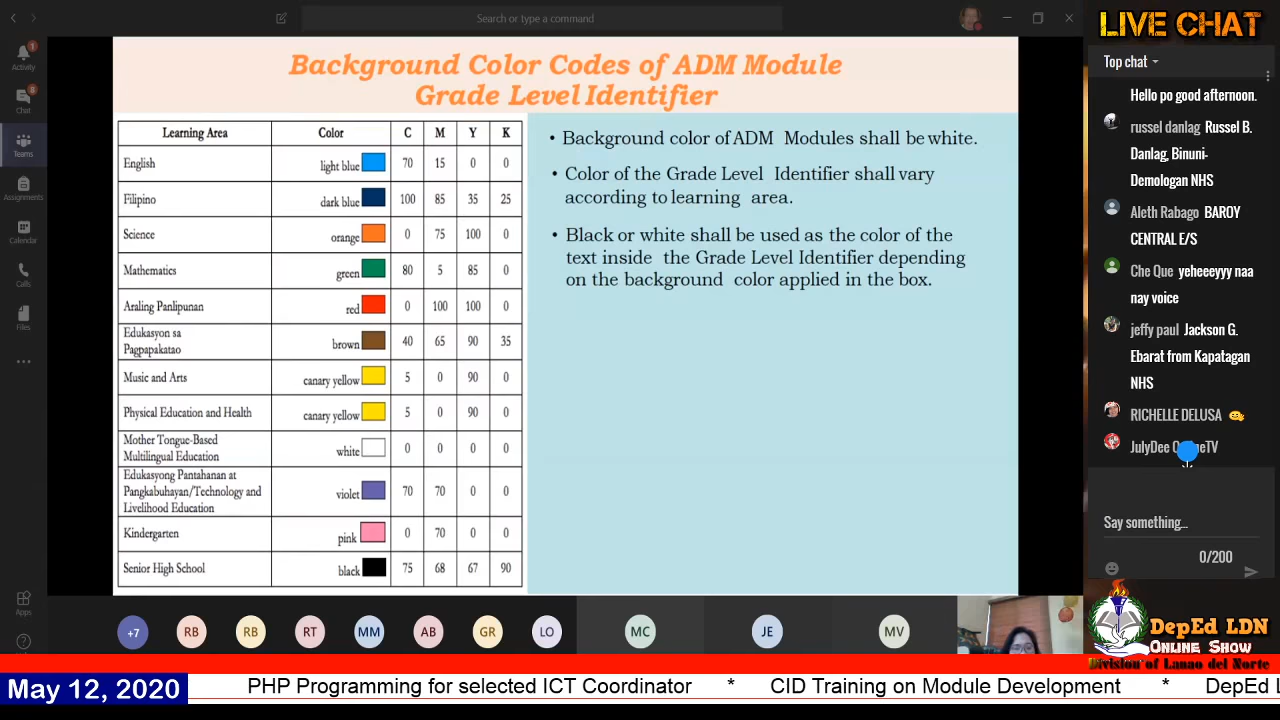 Search or type a command
LIVE CHAT
Activity
Chat
Teams
Assignments
Calendar
Calls
Files
Apps
Background Color Codes of ADM Module
Grade Level Identifier
Learning Area Color C M Y K
English light blue 70 15 0 0
Filipino dark blue 100 85 35 25
Science orange 0 75 100 0
Mathematics green 80 5 85 0
Araling Panlipunan red 0 100 100 0
Edukasyon sa
Pagpapakatao brown 40 65 90 35
Music and Arts canary yellow 5 0 90 0
Physical Education and Health canary yellow 5 0 90 0
Mother Tongue-Based
Multilingual Education white 0 0 0 0
Edukasyong Pantahanan at
Pangkabuhayan/Technology and
Livelihood Education violet 70 70 0 0
Kindergarten pink 0 70 0 0
Senior High School black 75 68 67 90
• Background color of ADM Modules shall be white.
• Color of the Grade Level Identifier shall vary
according to learning area.
• Black or white shall be used as the color of the
text inside the Grade Level Identifier depending
on the background color applied in the box.
Top chat
Hello po good afternoon.
russel danlag Russel B.
Danlag, Binuni-
Demologan NHS
Aleth Rabago BAROY
CENTRAL E/S
Che Que yeheeeyyy naa
nay voice
jeffy paul Jackson G.
Ebarat from Kapatagan
NHS
RICHELLE DELUSA
JulyDee
Say something...
0/200
+7 RB RB RT MM AB GR LO MC JE MV
DepEd LDN
Online Show
Division of Lanao del Norte
May 12, 2020
PHP Programming for selected ICT Coordinator * CID Training on Module Development * DepEd L